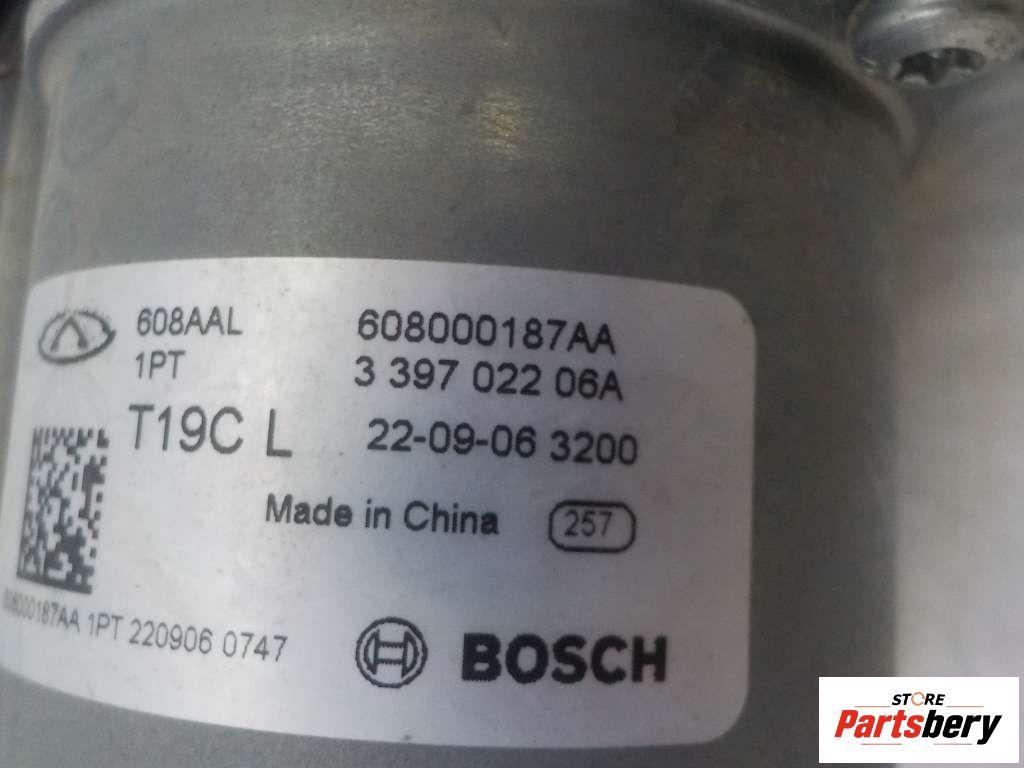 608AAL 608000187AA
1PT 3 397 022 06A
T19C L 22-09-06 3200
Made in China 257
608000187AA 1PT 220906 0747
BOSCH
STORE
Partsbery